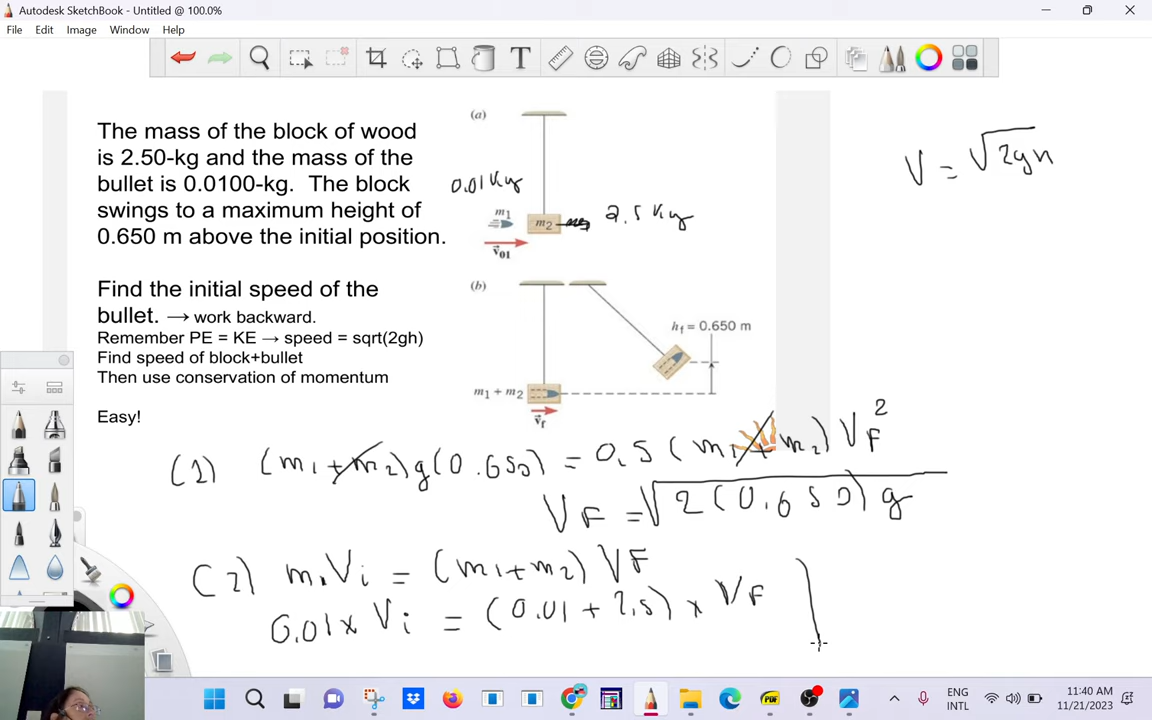 Autodesk SketchBook - Untitled @ 100.0%
File Edit Image Window Help
T
The mass of the block of wood
is 2.50-kg and the mass of the
bullet is 0.0100-kg. The block
swings to a maximum height of
0.650 m above the initial position.
Find the initial speed of the
bullet. → work backward.
Remember PE = KE → speed = sqrt(2gh)
Find speed of block+bullet
Then use conservation of momentum
Easy!
(a)
0.01 Kg
m1
m2
2.5 Kg
v01
(b)
hf = 0.650 m
m1 + m2
vf
V = √2gh
(1) (m1+m2)g(0.650) = 0.5 (m1+m2) VF²
VF = √2(0.650)g
(2) m1Vi = (m1+m2) VF
0.01x Vi = (0.01 + 2.5) x VF
PDF
ENG
INTL
11:40 AM
11/21/2023